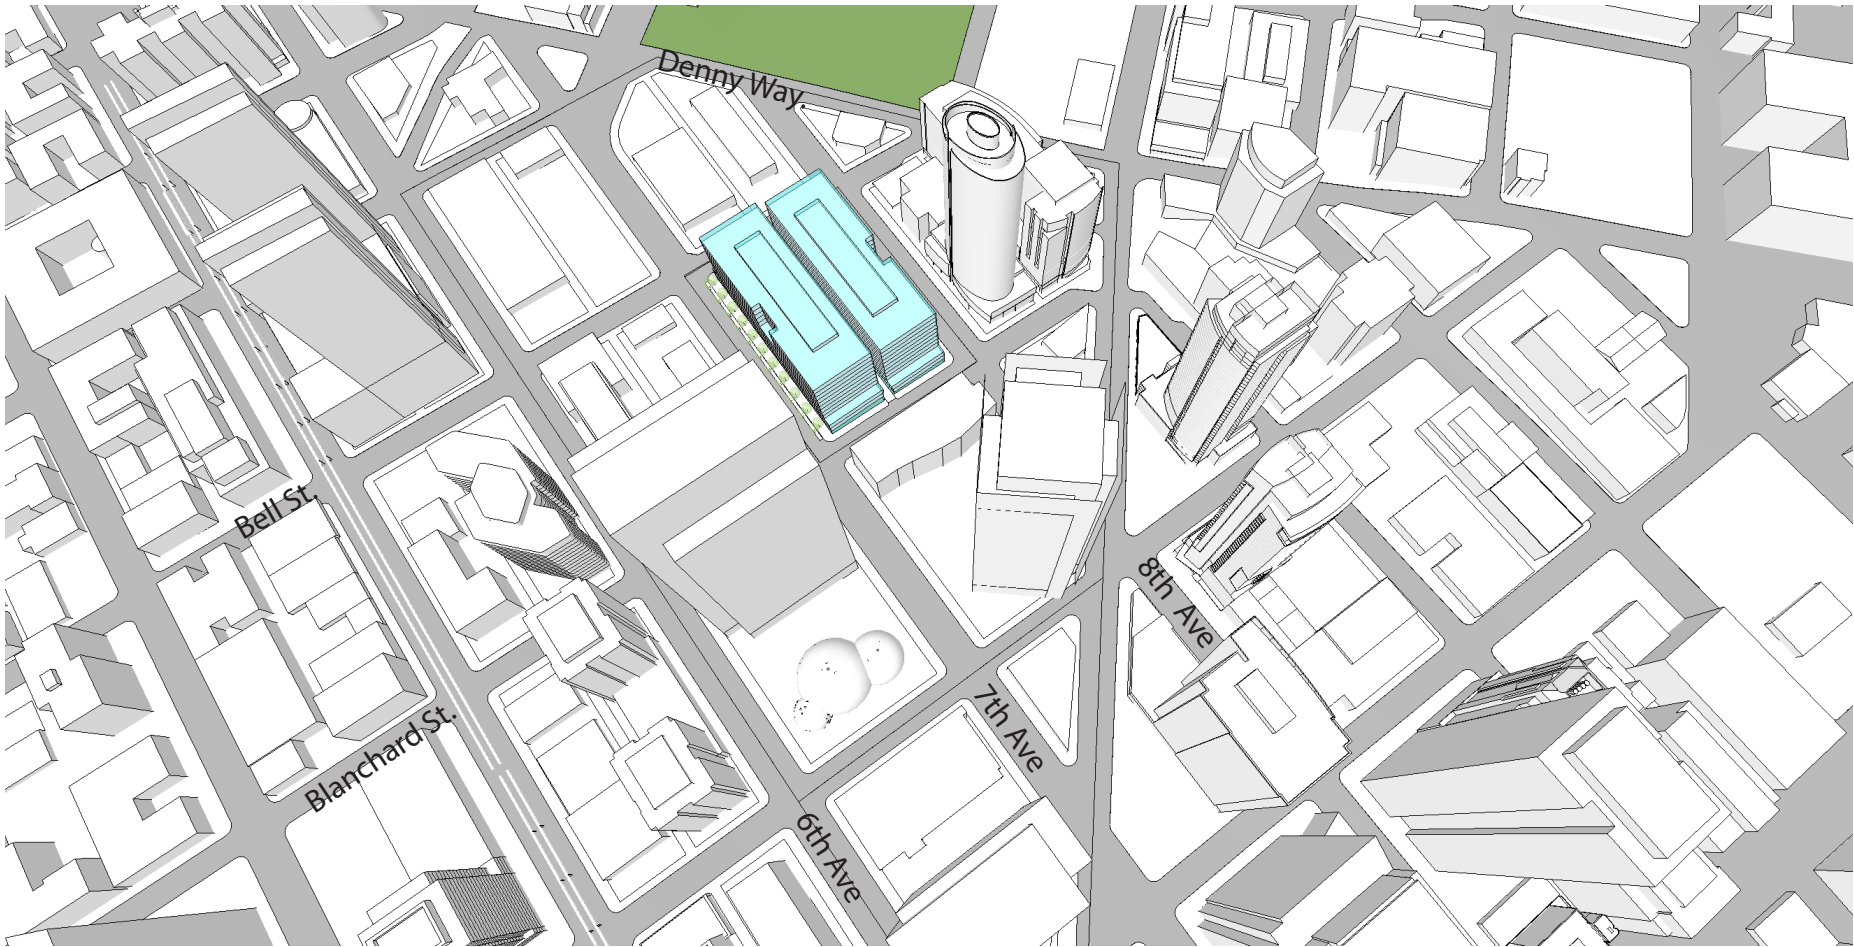 Denny Way
Bell St.
8th Ave
Blanchard St.
7th Ave
6th Ave